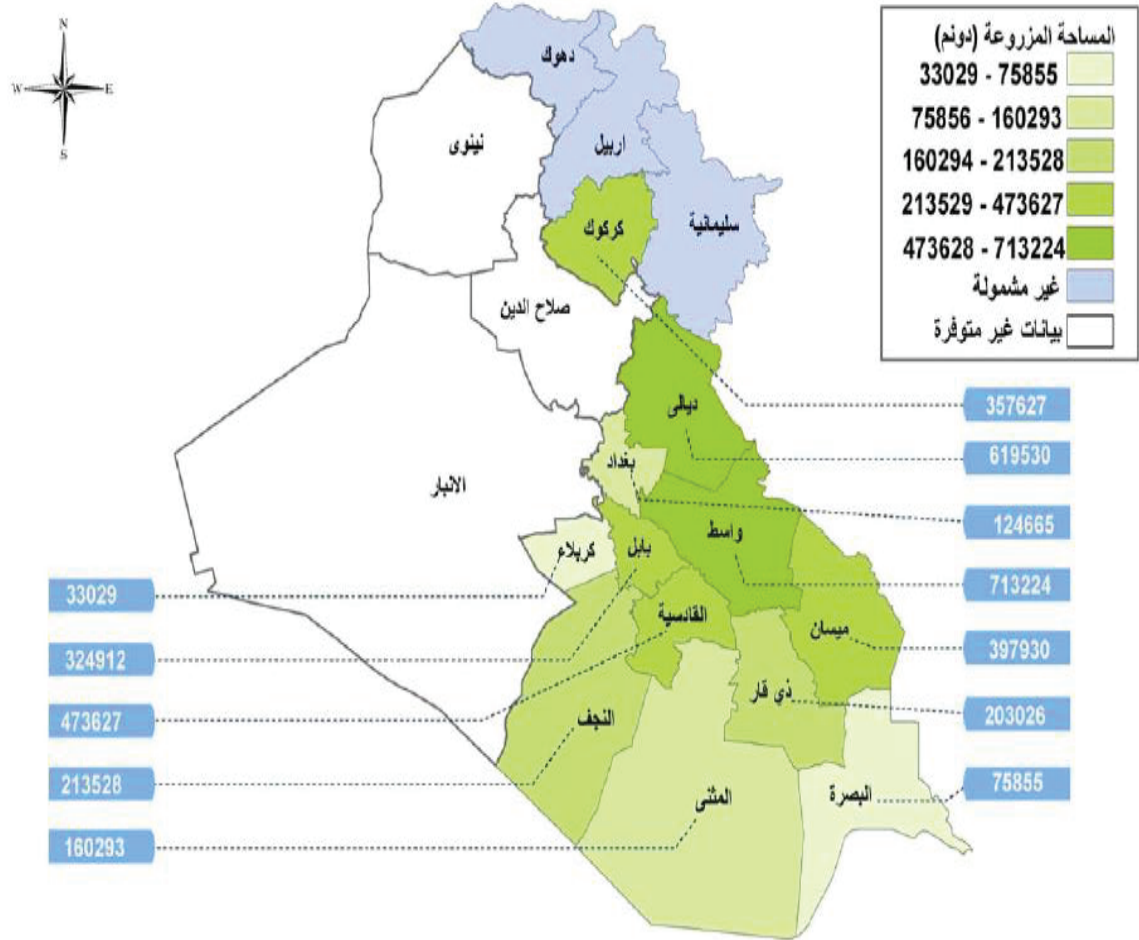 N
W E
S
المساحة المزروعة (دونم)
33029 - 75855
75856 - 160293
160294 - 213528
213529 - 473627
473628 - 713224
غير مشمولة
بيانات غير متوفرة
دهوك
نينوى
اربيل
كركوك
سليمانية
صلاح الدين
ديالى
بغداد
الانبار
واسط
كربلاء
بابل
القادسية
ميسان
ذي قار
النجف
المثنى
البصرة
357627
619530
124665
713224
397930
203026
75855
33029
324912
473627
213528
160293